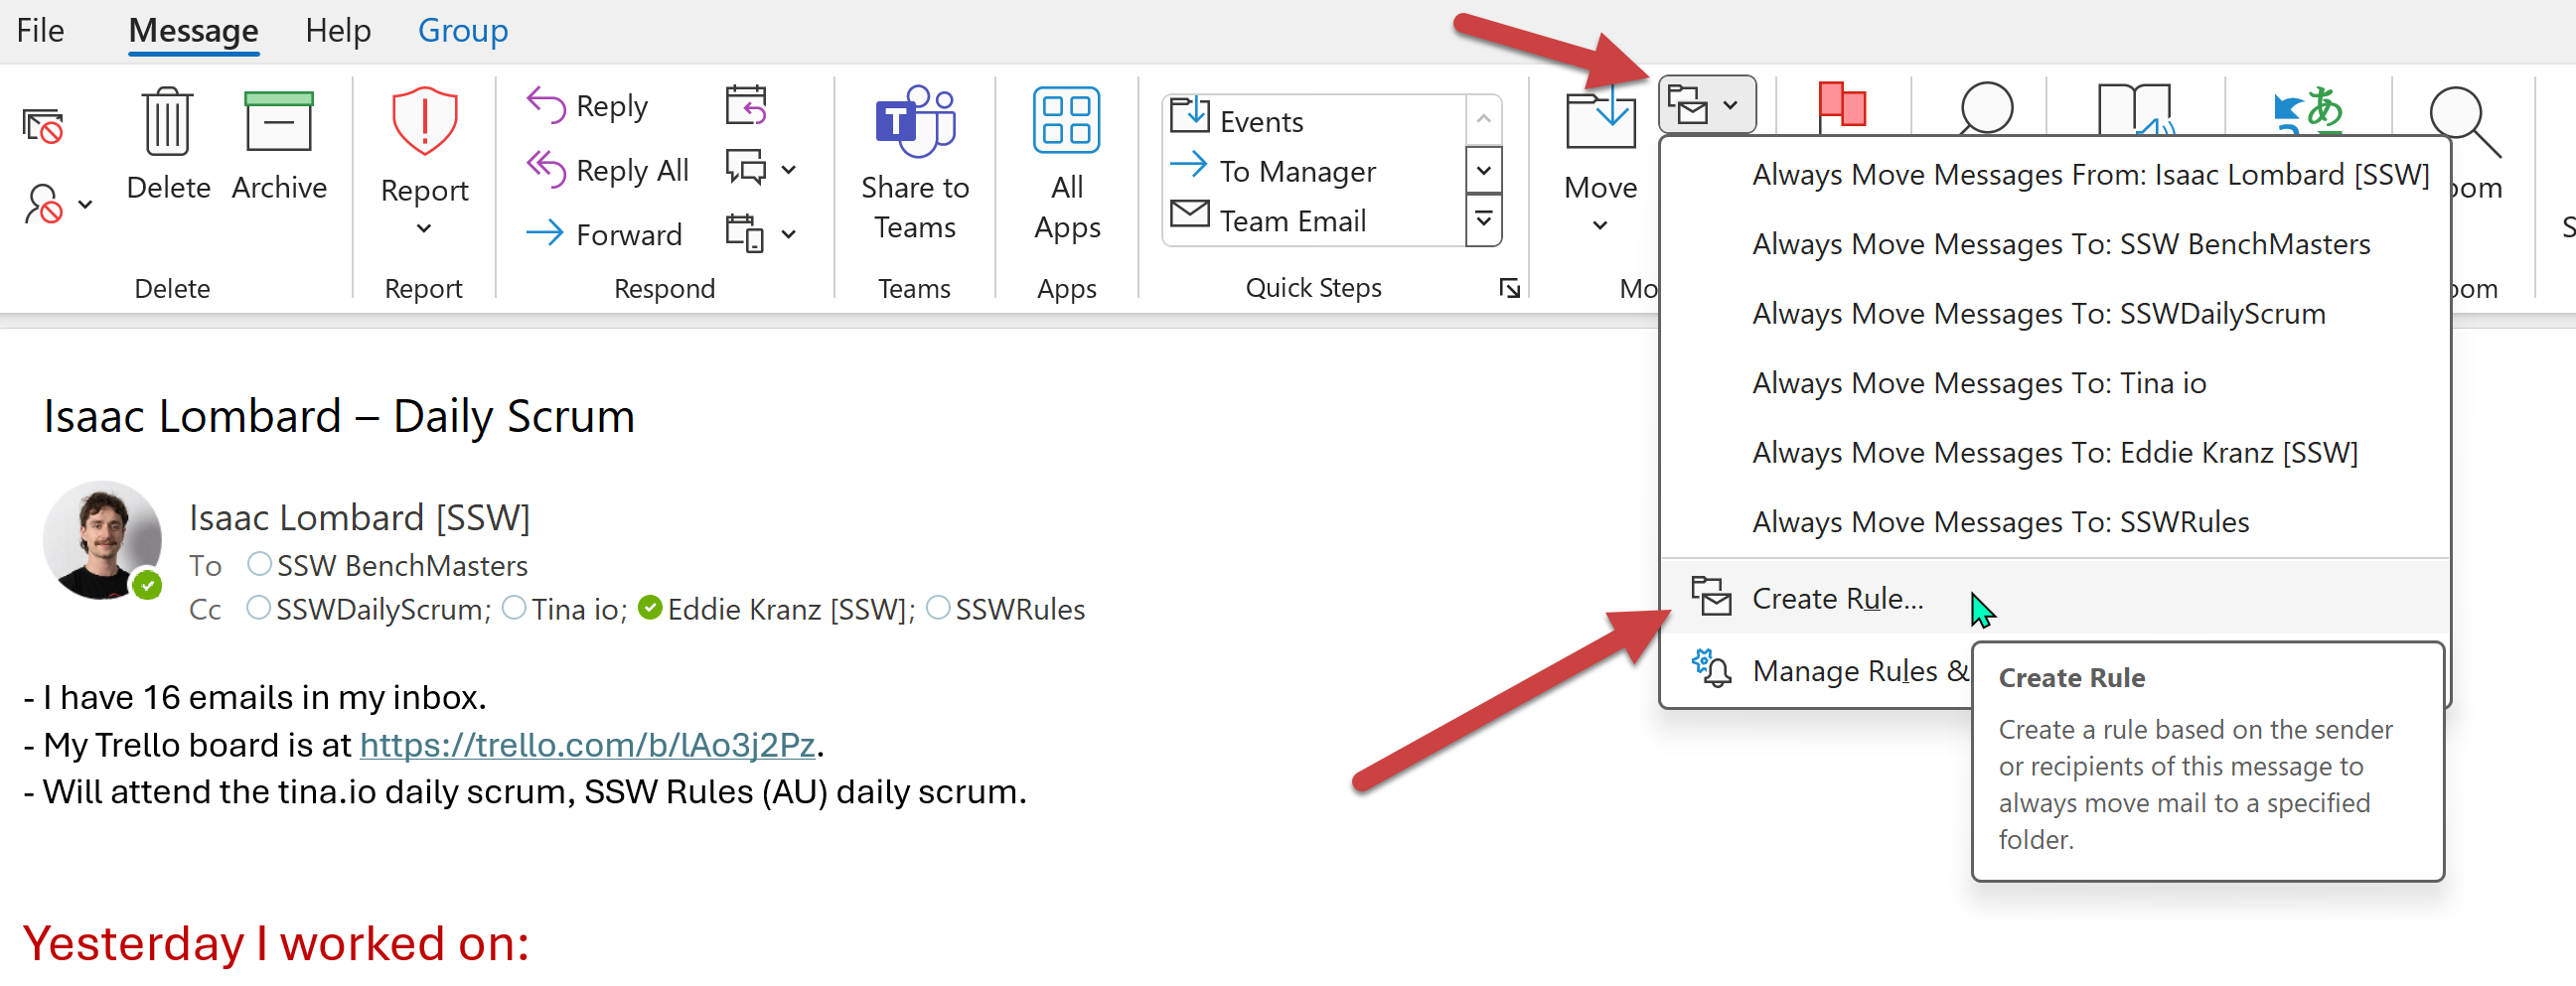 File Message Help Group
Delete
Archive
Report
Reply
Reply All
Forward
Share to
Teams
All
Apps
Events
To Manager
Team Email
Move
Delete
Report
Respond
Teams
Apps
Quick Steps
Always Move Messages From: Isaac Lombard [SSW]
Always Move Messages To: SSW BenchMasters
Always Move Messages To: SSWDailyScrum
Always Move Messages To: Tina io
Always Move Messages To: Eddie Kranz [SSW]
Always Move Messages To: SSWRules
Create Rule...
Manage Rules &
Create Rule
Create a rule based on the sender
or recipients of this message to
always move mail to a specified
folder.
Isaac Lombard – Daily Scrum
Isaac Lombard [SSW]
To SSW BenchMasters
Cc SSWDailyScrum; Tina io; Eddie Kranz [SSW]; SSWRules
- I have 16 emails in my inbox.
- My Trello board is at https://trello.com/b/lAo3j2Pz.
- Will attend the tina.io daily scrum, SSW Rules (AU) daily scrum.
Yesterday I worked on: